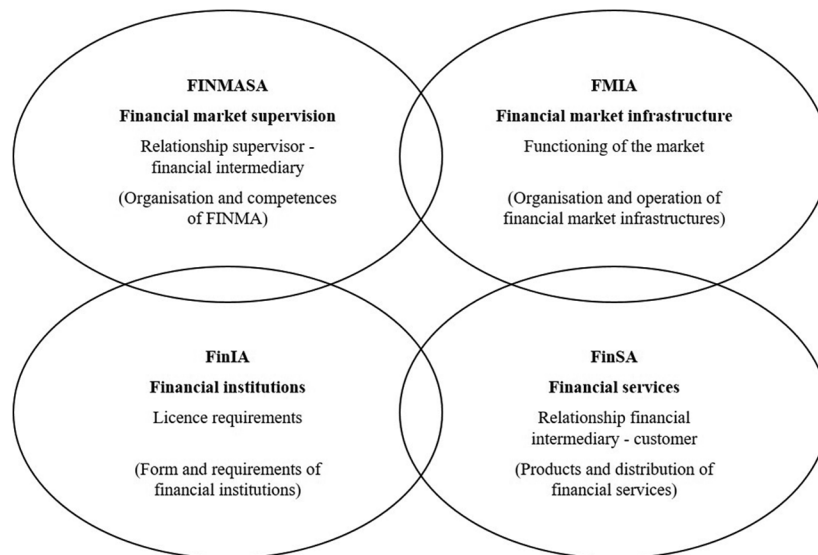 FINMASA
Financial market supervision
Relationship supervisor -
financial intermediary
(Organisation and competences
of FINMA)
FMIA
Financial market infrastructure
Functioning of the market
(Organisation and operation of
financial market infrastructures)
FinIA
Financial institutions
Licence requirements
(Form and requirements of
financial institutions)
FinSA
Financial services
Relationship financial
intermediary - customer
(Products and distribution of
financial services)